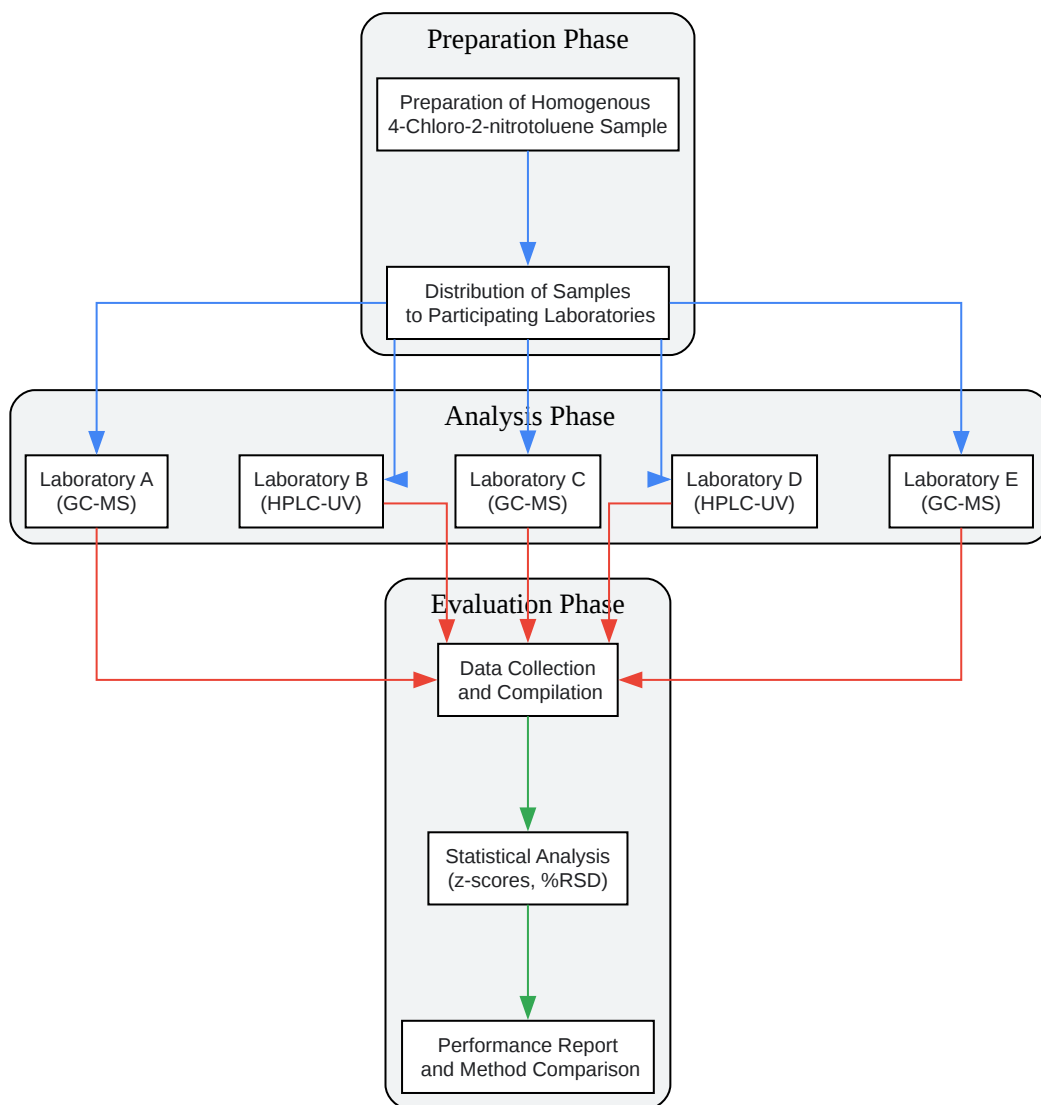 Preparation Phase
Preparation of Homogenous
4-Chloro-2-nitrotoluene Sample
Distribution of Samples
to Participating Laboratories
Analysis Phase
Laboratory A
(GC-MS)
Laboratory B
(HPLC-UV)
Laboratory C
(GC-MS)
Laboratory D
(HPLC-UV)
Laboratory E
(GC-MS)
Evaluation Phase
Data Collection
and Compilation
Statistical Analysis
(z-scores, %RSD)
Performance Report
and Method Comparison